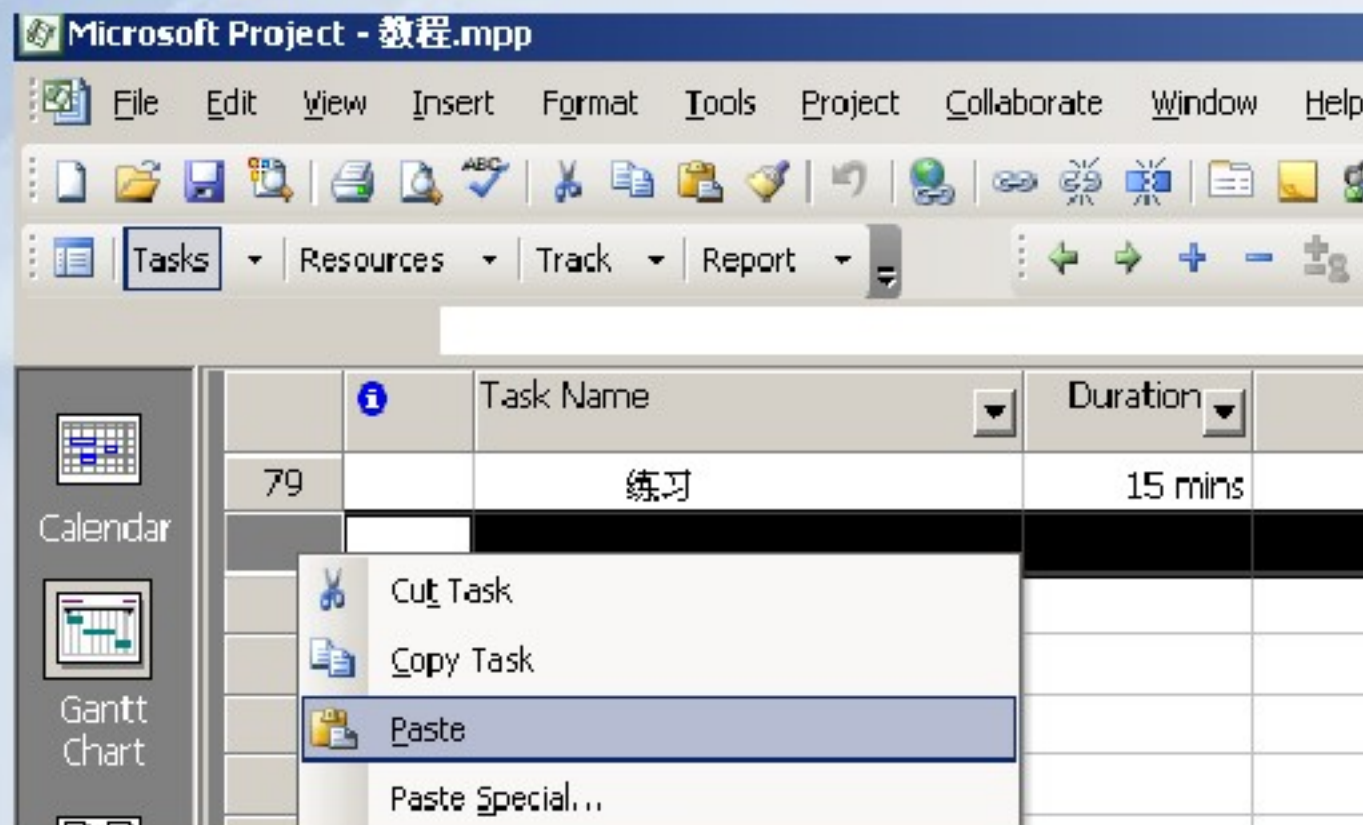 Microsoft Project - 教程.mpp
File Edit View Insert Format Tools Project Collaborate Window Help
ABC
Tasks Resources Track Report
Task Name Duration
79 练习 15 mins
Calendar
Cut Task
Copy Task
Gantt
Chart
Paste
Paste Special...